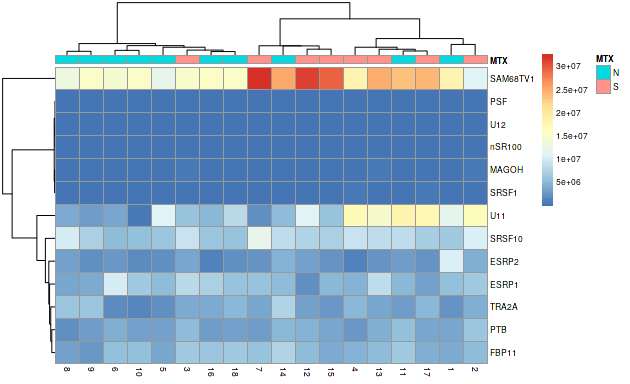 MTX
SAM68TV1
PSF
U12
nSR100
MAGOH
SRSF1
U11
SRSF10
ESRP2
ESRP1
TRA2A
PTB
FBP11
8 9 6 10 5 3 16 18 7 14 12 15 4 13 11 17 1 2
3e+07
2.5e+07
2e+07
1.5e+07
1e+07
5e+06
MTX
N
S